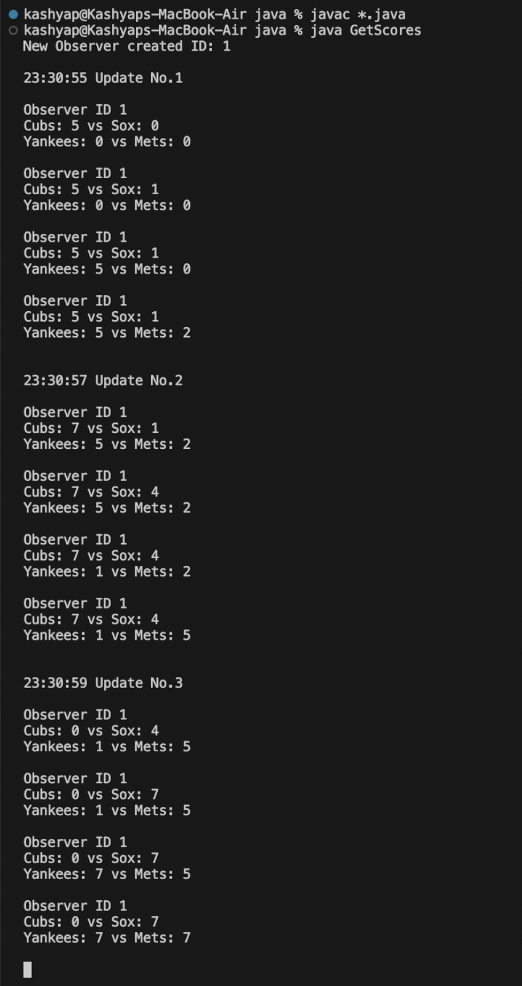 kashyap@Kashyaps-MacBook-Air java % javac *.java
kashyap@Kashyaps-MacBook-Air java % java GetScores
New Observer created ID: 1
23:30:55 Update No.1
Observer ID 1
Cubs: 5 vs Sox: 0
Yankees: 0 vs Mets: 0
Observer ID 1
Cubs: 5 vs Sox: 1
Yankees: 0 vs Mets: 0
Observer ID 1
Cubs: 5 vs Sox: 1
Yankees: 5 vs Mets: 0
Observer ID 1
Cubs: 5 vs Sox: 1
Yankees: 5 vs Mets: 2
23:30:57 Update No.2
Observer ID 1
Cubs: 7 vs Sox: 1
Yankees: 5 vs Mets: 2
Observer ID 1
Cubs: 7 vs Sox: 4
Yankees: 5 vs Mets: 2
Observer ID 1
Cubs: 7 vs Sox: 4
Yankees: 1 vs Mets: 2
Observer ID 1
Cubs: 7 vs Sox: 4
Yankees: 1 vs Mets: 5
23:30:59 Update No.3
Observer ID 1
Cubs: 0 vs Sox: 4
Yankees: 1 vs Mets: 5
Observer ID 1
Cubs: 0 vs Sox: 7
Yankees: 1 vs Mets: 5
Observer ID 1
Cubs: 0 vs Sox: 7
Yankees: 7 vs Mets: 5
Observer ID 1
Cubs: 0 vs Sox: 7
Yankees: 7 vs Mets: 7